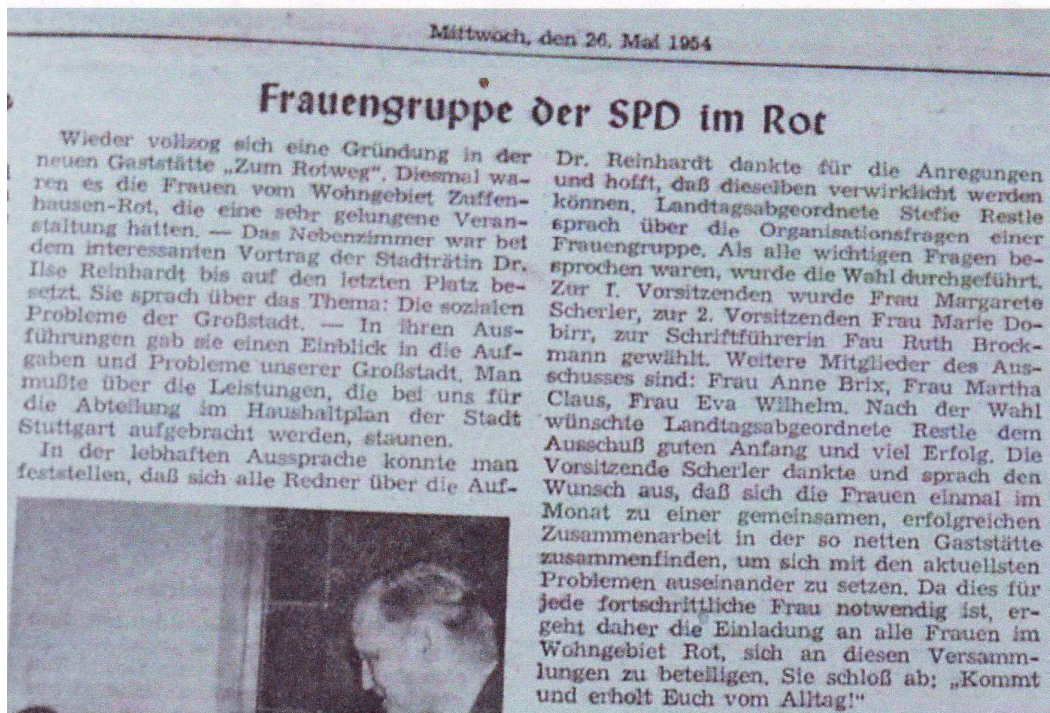 Mittwoch, den 26. Mai 1954
Frauengruppe der SPD im Rot
Wieder vollzog sich eine Gründung in der
neuen Gaststätte „Zum Rotweg“. Diesmal wa-
ren es die Frauen vom Wohngebiet Zuffen-
hausen-Rot, die eine sehr gelungene Veran-
staltung hatten. — Das Nebenzimmer war bei
dem interessanten Vortrag der Stadträtin Dr.
Ilse Reinhardt bis auf den letzten Platz be-
setzt. Sie sprach über das Thema: Die sozialen
Probleme der Großstadt. — In ihren Aus-
führungen gab sie einen Einblick in die Auf-
gaben und Probleme unserer Großstadt. Man
mußte über die Leistungen, die bei uns für
die Abteilung im Haushaltplan der Stadt
Stuttgart aufgebracht werden, staunen.
In der lebhaften Aussprache konnte man
feststellen, daß sich alle Redner über die Auf-
Dr. Reinhardt dankte für die Anregungen
und hofft, daß dieselben verwirklicht werden
können. Landtagsabgeordnete Stefie Restle
sprach über die Organisationsfragen einer
Frauengruppe. Als alle wichtigen Fragen be-
sprochen waren, wurde die Wahl durchgeführt.
Zur 1. Vorsitzenden wurde Frau Margarete
Scherler, zur 2. Vorsitzenden Frau Marie Do-
birr, zur Schriftführerin Fau Ruth Brock-
mann gewählt. Weitere Mitglieder des Aus-
schusses sind: Frau Anne Brix, Frau Martha
Claus, Frau Eva Wilhelm. Nach der Wahl
wünschte Landtagsabgeordnete Restle dem
Ausschuß guten Anfang und viel Erfolg. Die
Vorsitzende Scherler dankte und sprach den
Wunsch aus, daß sich die Frauen einmal im
Monat zu einer gemeinsamen, erfolgreichen
Zusammenarbeit in der so netten Gaststätte
zusammenfinden, um sich mit den aktuellsten
Problemen auseinander zu setzen. Da dies für
jede fortschrittliche Frau notwendig ist, er-
geht daher die Einladung an alle Frauen im
Wohngebiet Rot, sich an diesen Versamm-
lungen zu beteiligen. Sie schloß ab: „Kommt
und erholt Euch vom Alltag!“